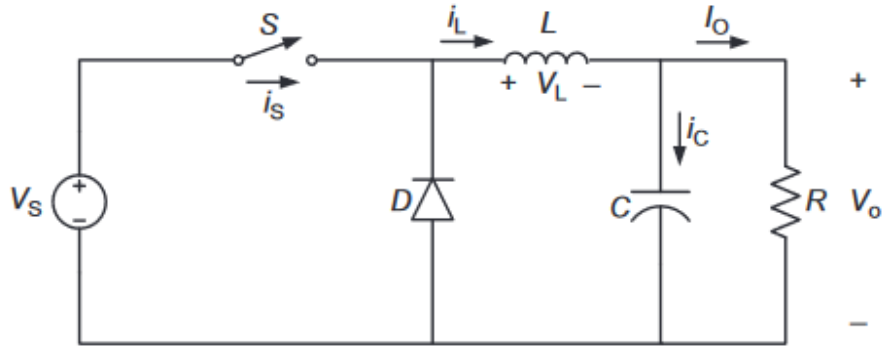 S
i_L
L
I_O
i_S
+ V_L –
+
i_C
V_S
+
–
D
C
R
V_o
–